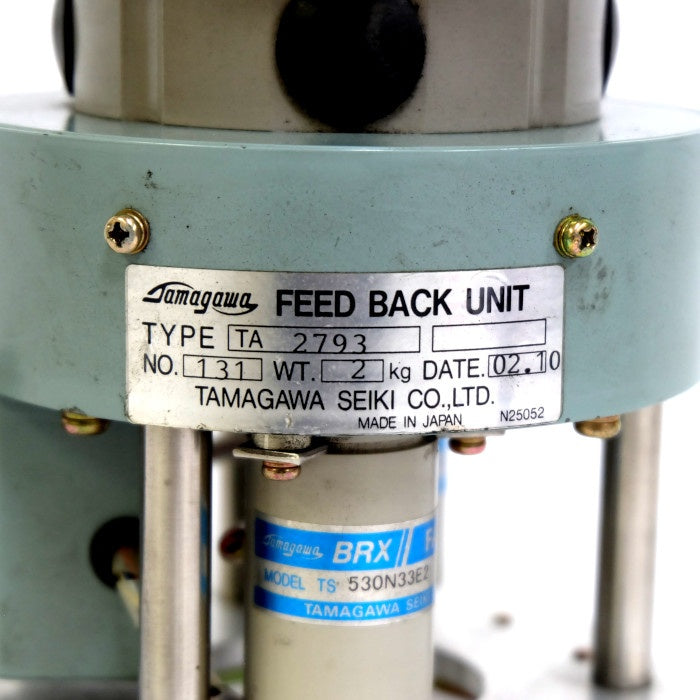 Tamagawa FEED BACK UNIT
TYPE TA 2793
NO. 131 WT. 2 kg DATE. 02.10
TAMAGAWA SEIKI CO.,LTD.
MADE IN JAPAN N25052
Tamagawa BRX//
MODEL TS 530N33E2
TAMAGAWA SEIKI